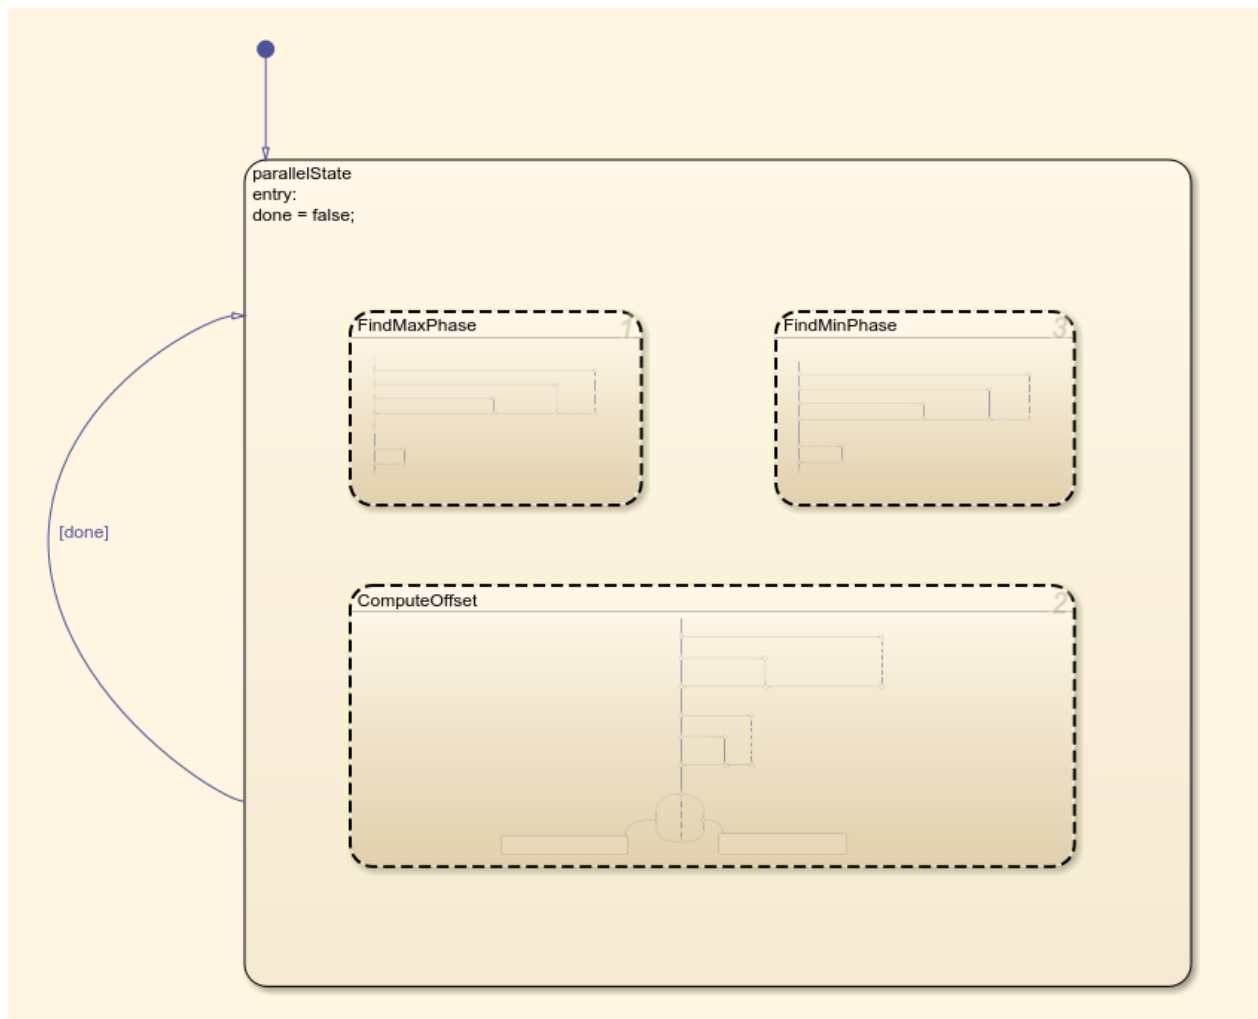 parallelState
entry:
done = false;
FindMaxPhase 1
FindMinPhase 3
[done]
ComputeOffset 2